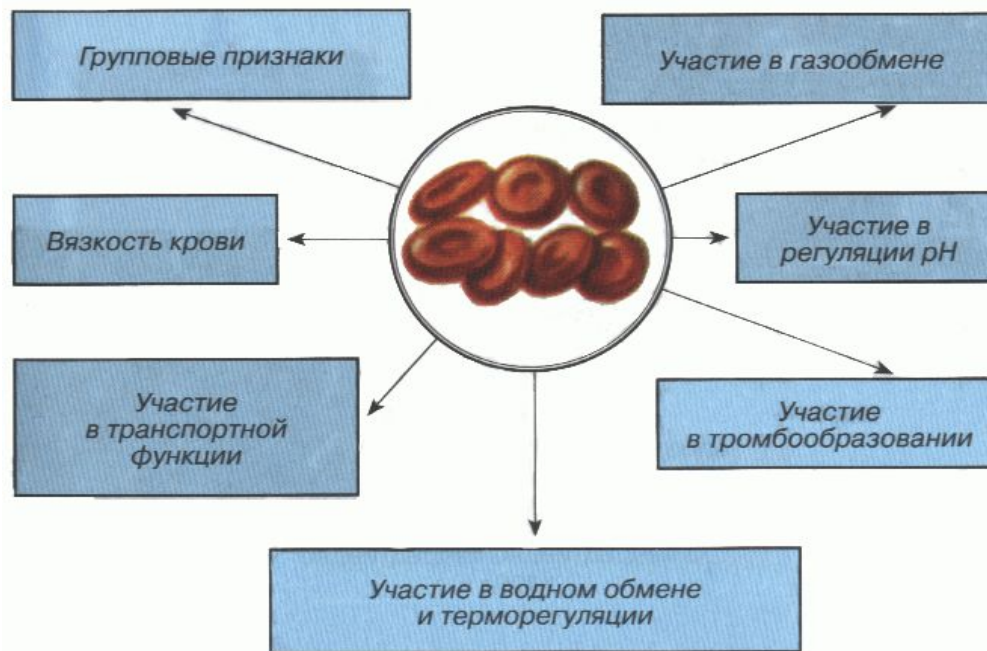 Групповые признаки
Участие в газообмене
Вязкость крови
Участие в
регуляции pH
Участие
в транспортной
функции
Участие
в тромбообразовании
Участие в водном обмене
и терморегуляции